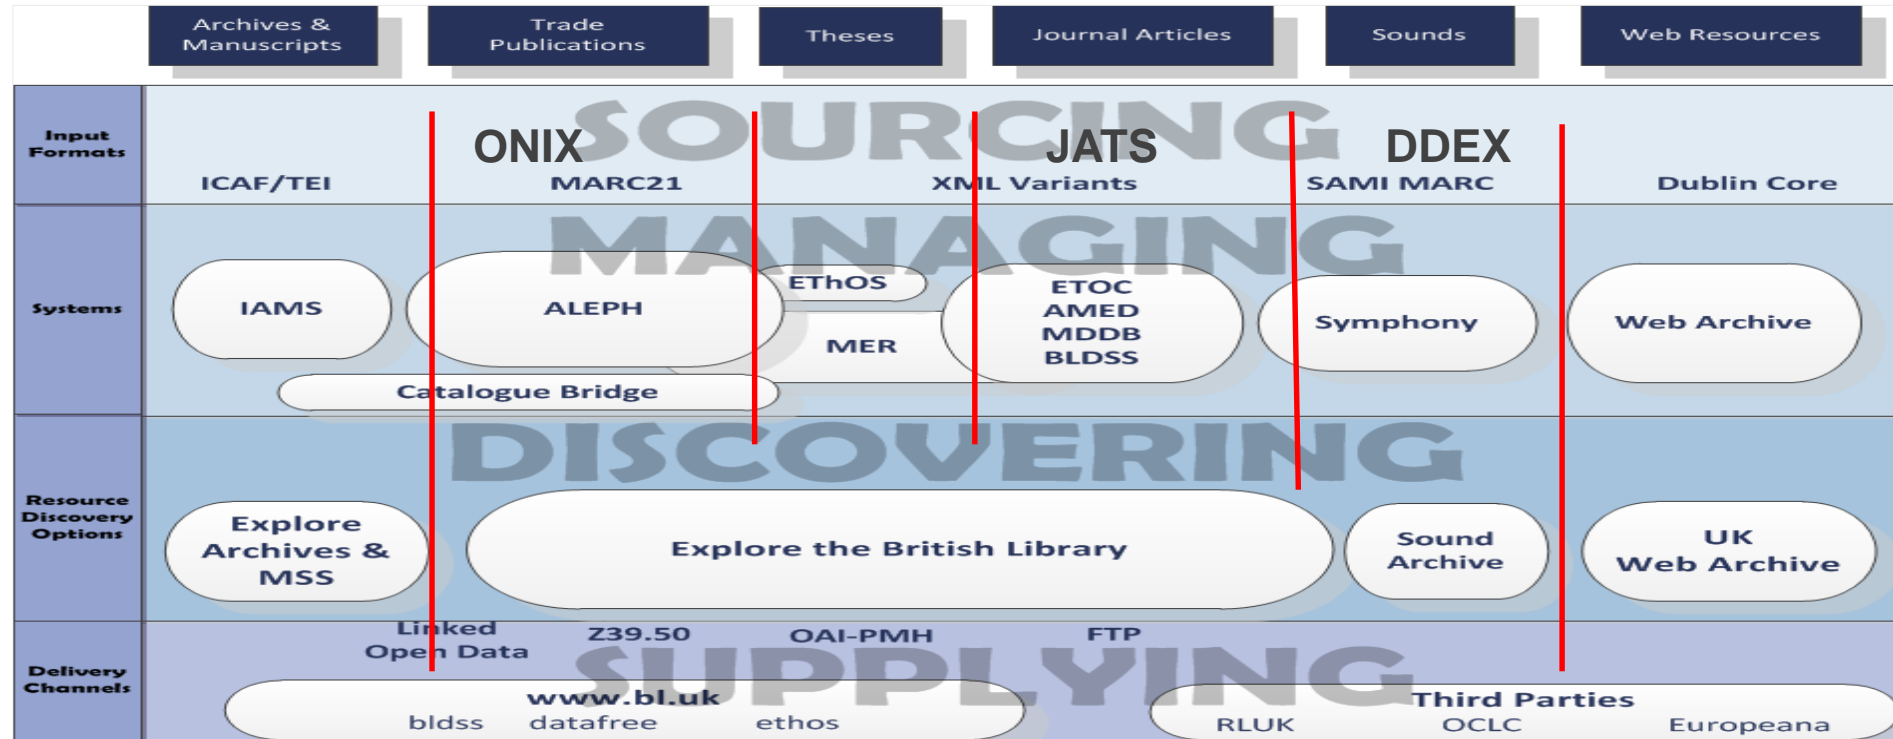 Archives &
Manuscripts
Trade
Publications
Theses
Journal Articles
Sounds
Web Resources
SOURCING
Input
Formats
ONIX
JATS
DDEX
ICAF/TEI
MARC21
XML Variants
SAMI MARC
Dublin Core
MANAGING
Systems
IAMS
ALEPH
EThOS
MER
ETOC
AMED
MDDB
BLDSS
Symphony
Web Archive
Catalogue Bridge
DISCOVERING
Resource
Discovery
Options
Explore
Archives &
MSS
Explore the British Library
Sound
Archive
UK
Web Archive
SUPPLYING
Delivery
Channels
Linked
Open Data
Z39.50
OAI-PMH
FTP
www.bl.uk
bldss datafree ethos
Third Parties
RLUK OCLC Europeana